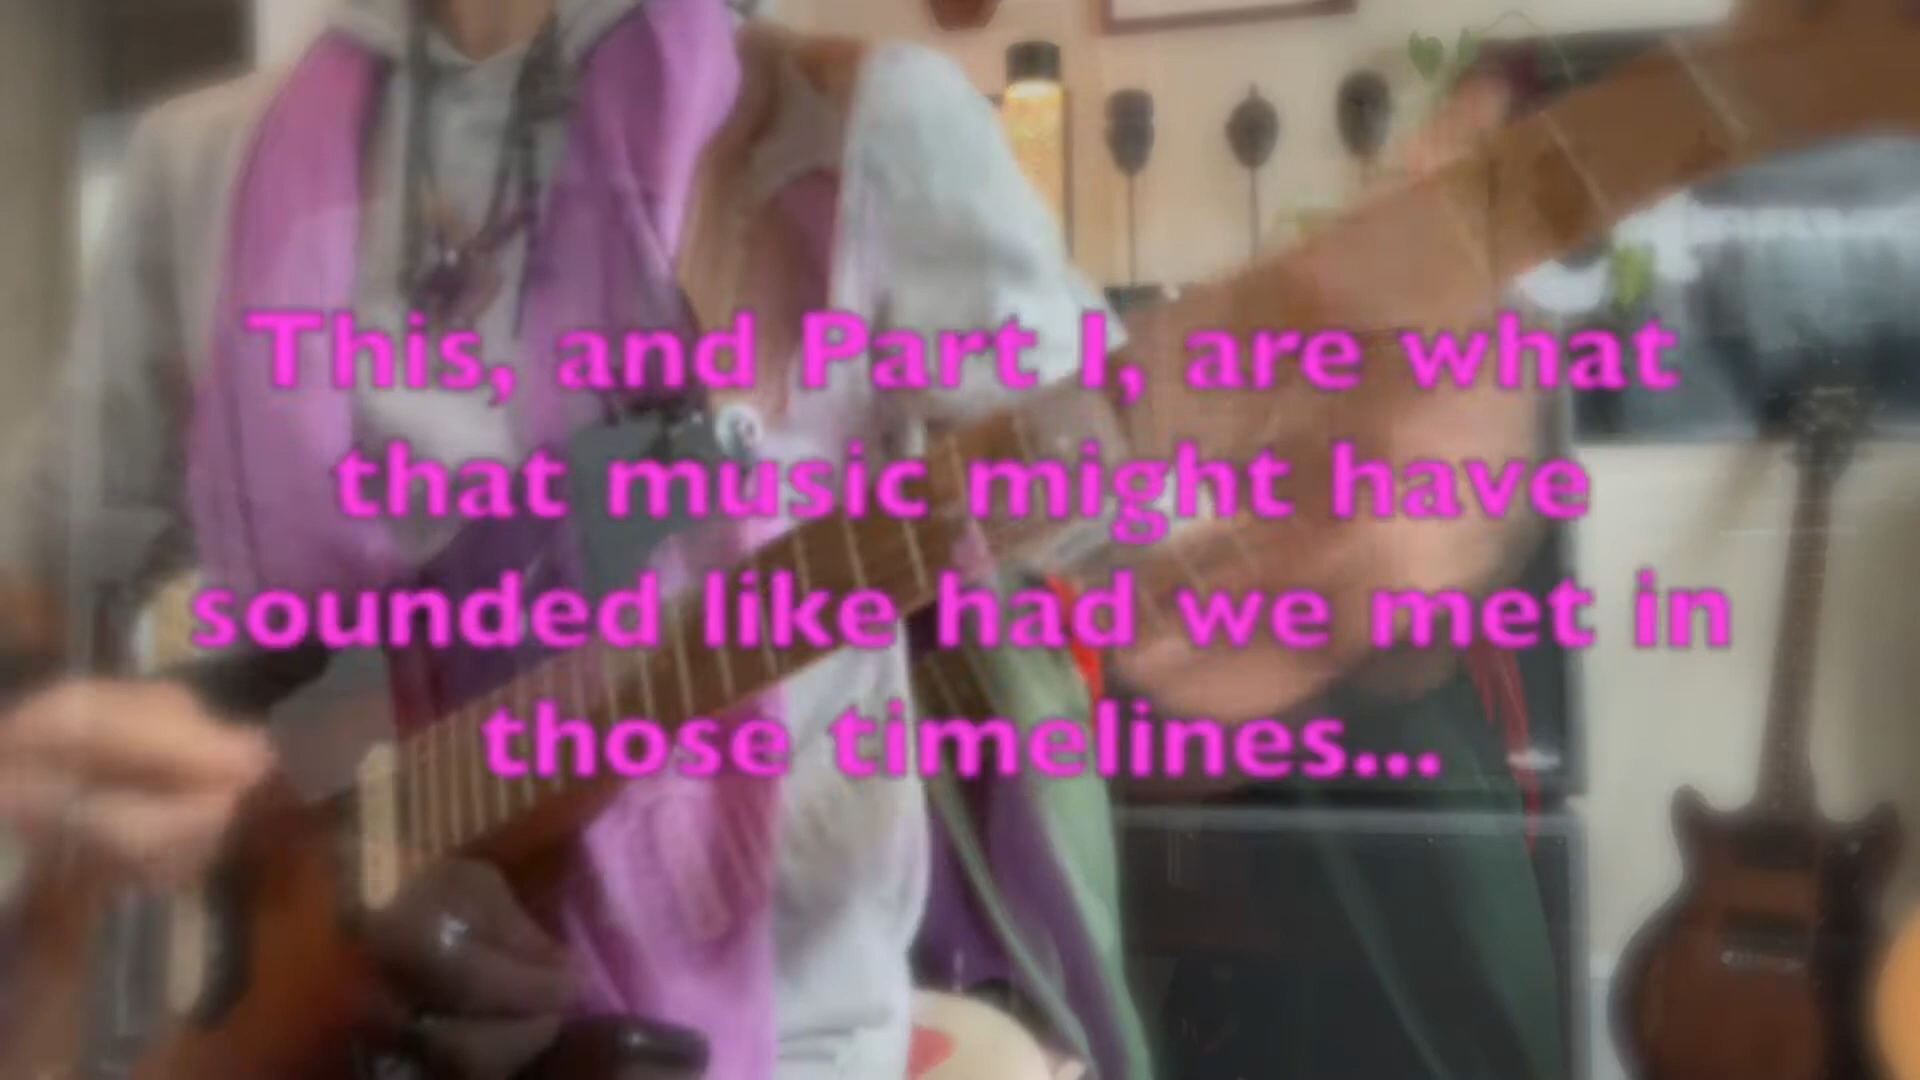 This, and Part I, are what
that music might have
sounded like had we met in
those timelines...